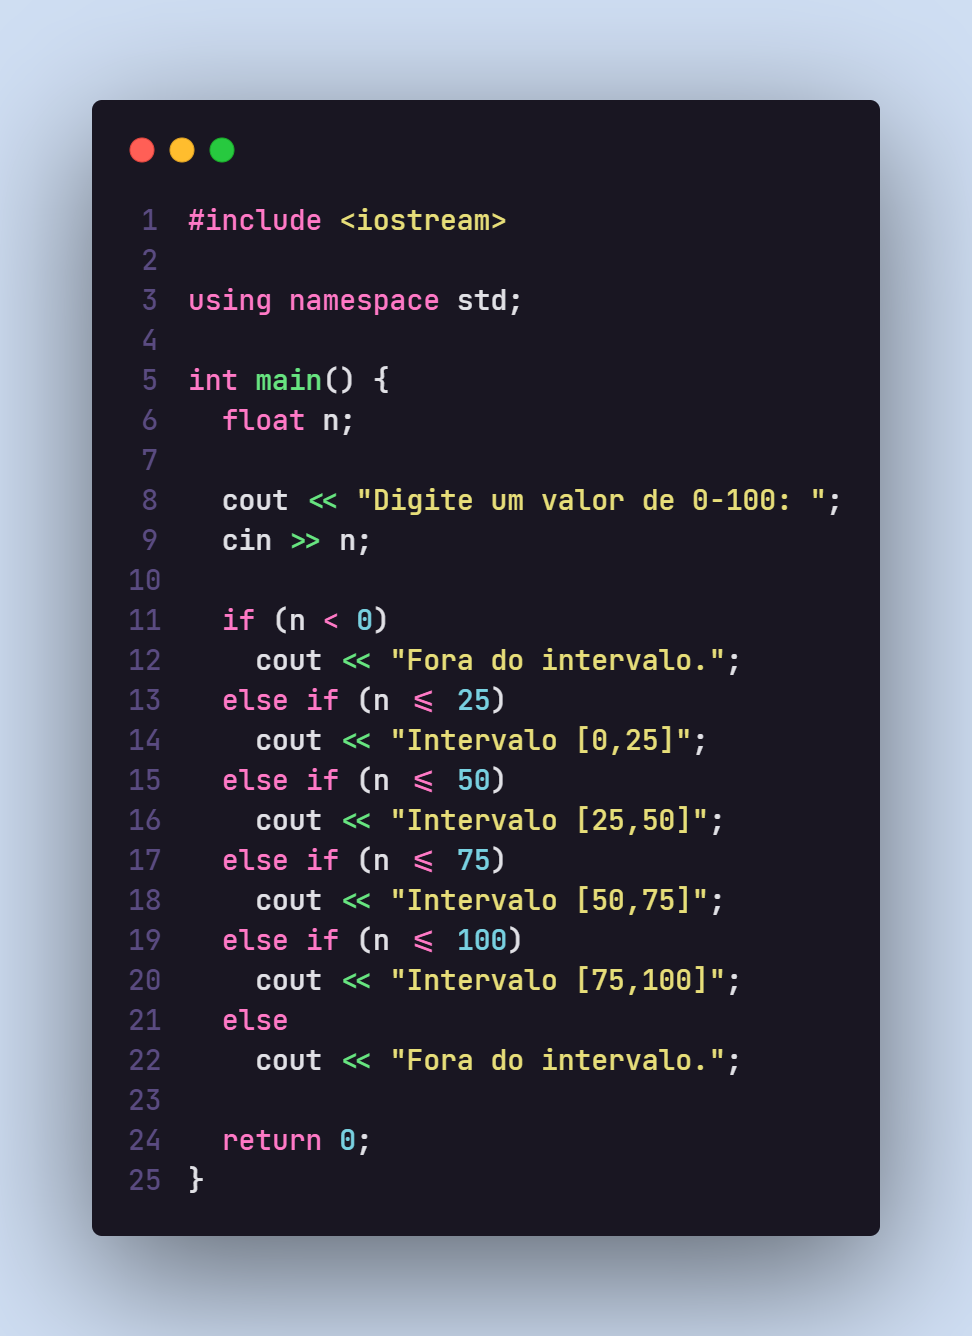 1 #include <iostream>
2
3 using namespace std;
4
5 int main() {
6   float n;
7
8   cout << "Digite um valor de 0-100: ";
9   cin >> n;
10
11   if (n < 0)
12     cout << "Fora do intervalo.";
13   else if (n <= 25)
14     cout << "Intervalo [0,25]";
15   else if (n <= 50)
16     cout << "Intervalo [25,50]";
17   else if (n <= 75)
18     cout << "Intervalo [50,75]";
19   else if (n <= 100)
20     cout << "Intervalo [75,100]";
21   else
22     cout << "Fora do intervalo.";
23
24   return 0;
25 }